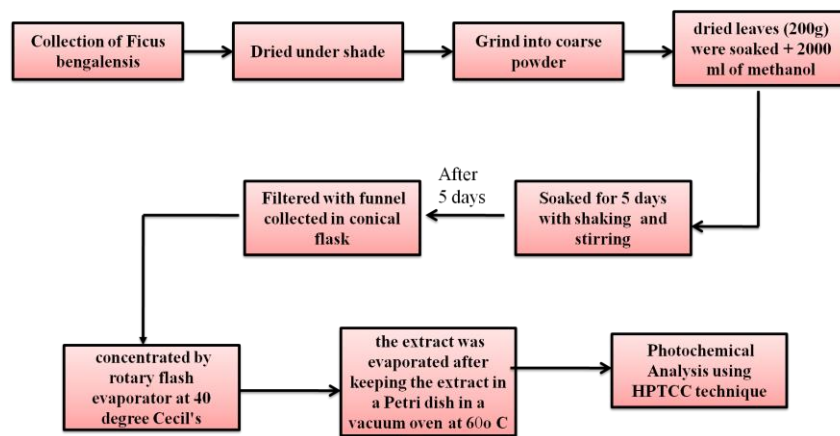 Collection of Ficus
bengalensis
Dried under shade
Grind into coarse
powder
dried leaves (200g)
were soaked + 2000
ml of methanol
Soaked for 5 days
with shaking and
stirring
After
5 days
Filtered with funnel
collected in conical
flask
concentrated by
rotary flash
evaporator at 40
degree Cecil's
the extract was
evaporated after
keeping the extract in
a Petri dish in a
vacuum oven at 60o C
Photochemical
Analysis using
HPTCC technique